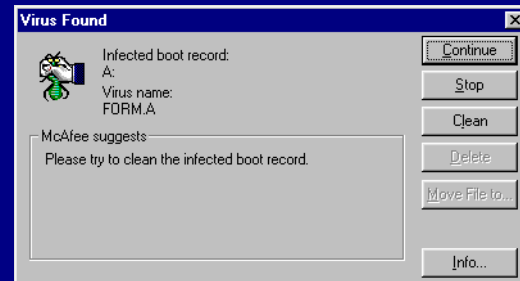 Virus Found
Infected boot record:
A:
Virus name:
FORM.A
McAfee suggests
Please try to clean the infected boot record.
Continue
Stop
Clean
Delete
Move File to...
Info...